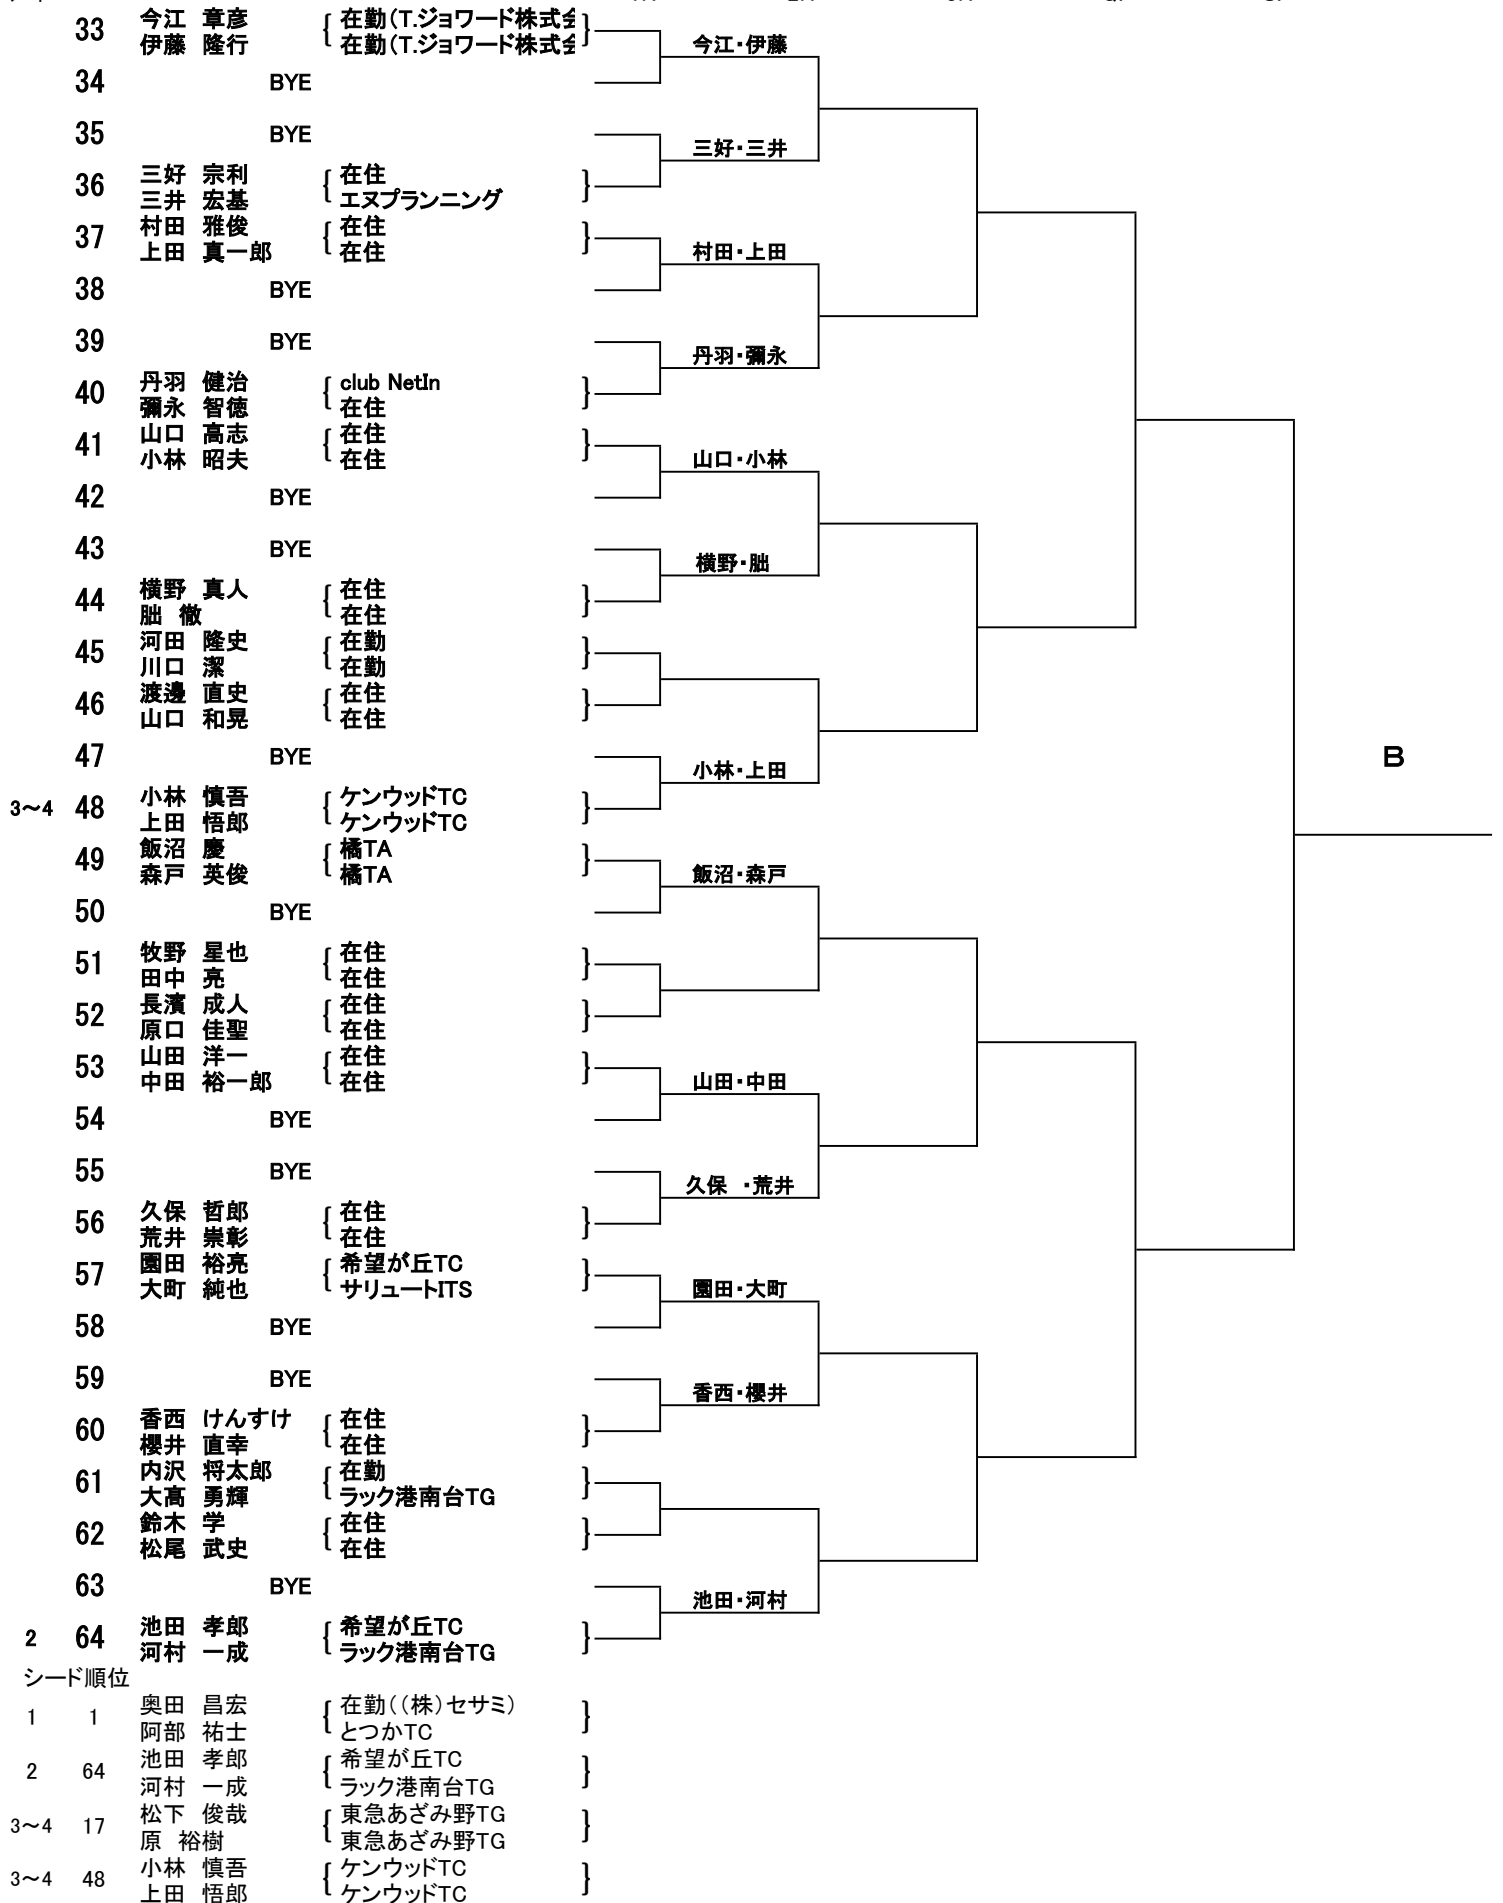 33 今江 章彦 { 在勤(T.ジョワード株式会 }
伊藤 隆行 在勤(T.ジョワード株式会
今江・伊藤
34 BYE
35 BYE
三好・三井
36 三好 宗利 { 在住 }
三井 宏基 エヌプランニング
37 村田 雅俊 { 在住 }
上田 真一郎 在住
村田・上田
38 BYE
39 BYE
丹羽・彌永
40 丹羽 健治 { club NetIn }
彌永 智徳 在住
41 山口 高志 { 在住 }
小林 昭夫 在住
山口・小林
42 BYE
43 BYE
横野・朏
44 横野 真人 { 在住 }
朏 徹 在住
45 河田 隆史 { 在勤 }
川口 潔 在勤
46 渡邊 直史 { 在住 }
山口 和晃 在住
47 BYE
B
小林・上田
3～4 48 小林 慎吾 { ケンウッドTC }
上田 悟郎 ケンウッドTC
49 飯沼 慶 { 橘TA }
森戸 英俊 橘TA
飯沼・森戸
50 BYE
51 牧野 星也 { 在住 }
田中 亮 在住
52 長濱 成人 { 在住 }
原口 佳聖 在住
53 山田 洋一 { 在住 }
中田 裕一郎 在住
山田・中田
54 BYE
55 BYE
久保 ・荒井
56 久保 哲郎 { 在住 }
荒井 崇彰 在住
57 園田 裕亮 { 希望が丘TC }
大町 純也 サリュートITS
園田・大町
58 BYE
59 BYE
香西・櫻井
60 香西 けんすけ { 在住 }
櫻井 直幸 在住
61 内沢 将太郎 { 在勤 }
大髙 勇輝 ラック港南台TG
62 鈴木 学 { 在住 }
松尾 武史 在住
63 BYE
池田・河村
2 64 池田 孝郎 { 希望が丘TC }
河村 一成 ラック港南台TG
シード順位
1 1 奥田 昌宏 { 在勤((株)セサミ) }
阿部 祐士 とつかTC
2 64 池田 孝郎 { 希望が丘TC }
河村 一成 ラック港南台TG
3～4 17 松下 俊哉 { 東急あざみ野TG }
原 裕樹 東急あざみ野TG
3～4 48 小林 慎吾 { ケンウッドTC }
上田 悟郎 ケンウッドTC